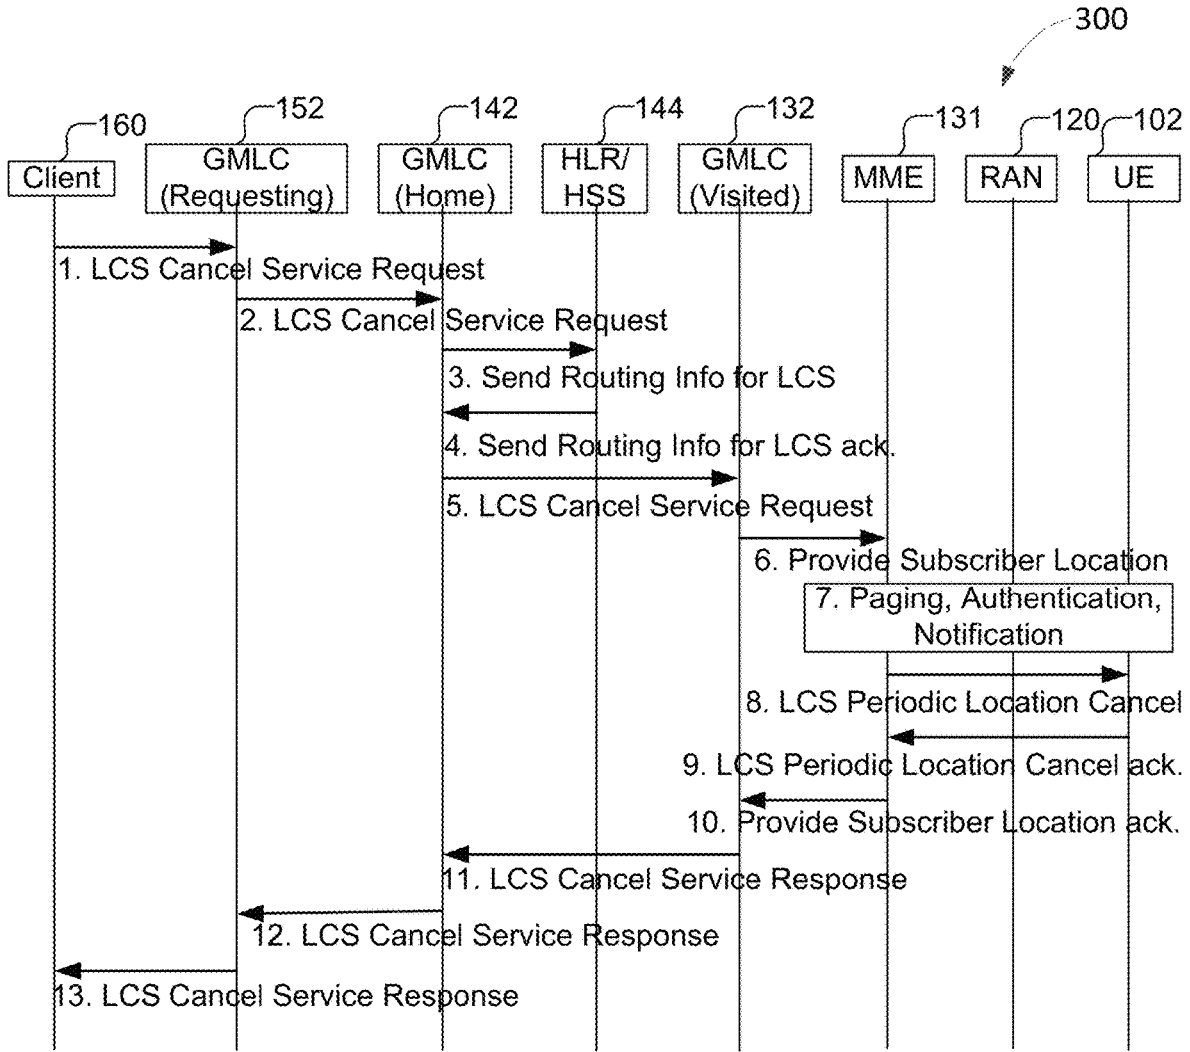 300
160
152
142
144
132
131
120
102
Client
GMLC
(Requesting)
GMLC
(Home)
HLR/
HSS
GMLC
(Visited)
MME
RAN
UE
1. LCS Cancel Service Request
2. LCS Cancel Service Request
3. Send Routing Info for LCS
4. Send Routing Info for LCS ack.
5. LCS Cancel Service Request
6. Provide Subscriber Location
7. Paging, Authentication,
Notification
8. LCS Periodic Location Cancel
9. LCS Periodic Location Cancel ack.
10. Provide Subscriber Location ack.
11. LCS Cancel Service Response
12. LCS Cancel Service Response
13. LCS Cancel Service Response